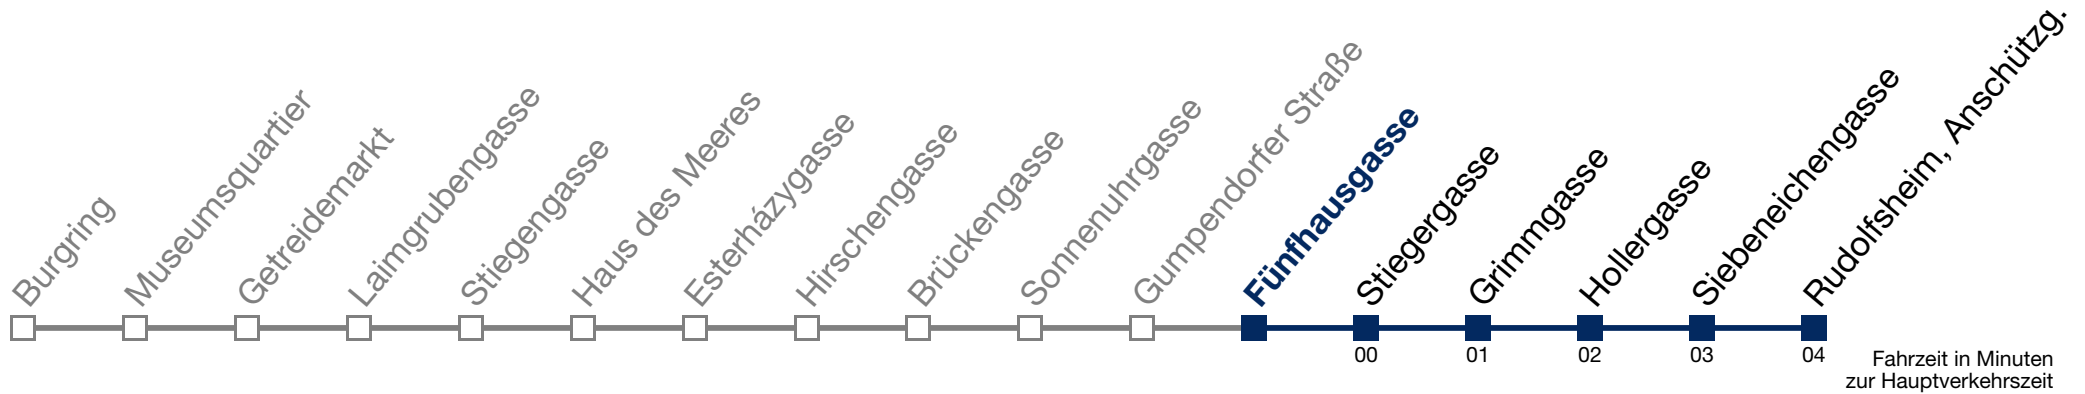 Burgring
Museumsquartier
Getreidemarkt
Laimgrubengasse
Stiegengasse
Haus des Meeres
Esterházygasse
Hirschengasse
Brückengasse
Sonnenuhrgasse
Gumpendorfer Straße
Fünfhausgasse
Stiegergasse
Grimmgasse
Hollergasse
Siebeneichengasse
Rudolfsheim, Anschützg.
00 01 02 03 04
Fahrzeit in Minuten
zur Hauptverkehrszeit